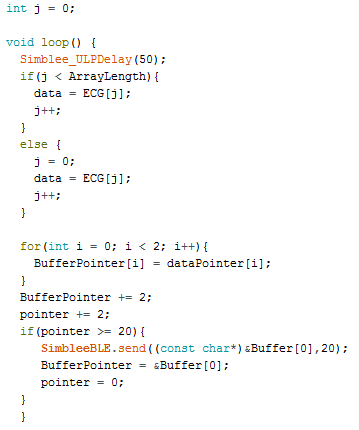 int j = 0;

void loop() {
  Simblee_ULPDelay(50);
  if(j < ArrayLength){
    data = ECG[j];
    j++;
  }
  else {
    j = 0;
    data = ECG[j];
    j++;
  }

  for(int i = 0; i < 2; i++){
    BufferPointer[i] = dataPointer[i];
  }
  BufferPointer += 2;
  pointer += 2;
  if(pointer >= 20){
     SimbleeBLE.send((const char*)&Buffer[0],20);
     BufferPointer = &Buffer[0];
     pointer = 0;
  }
  }